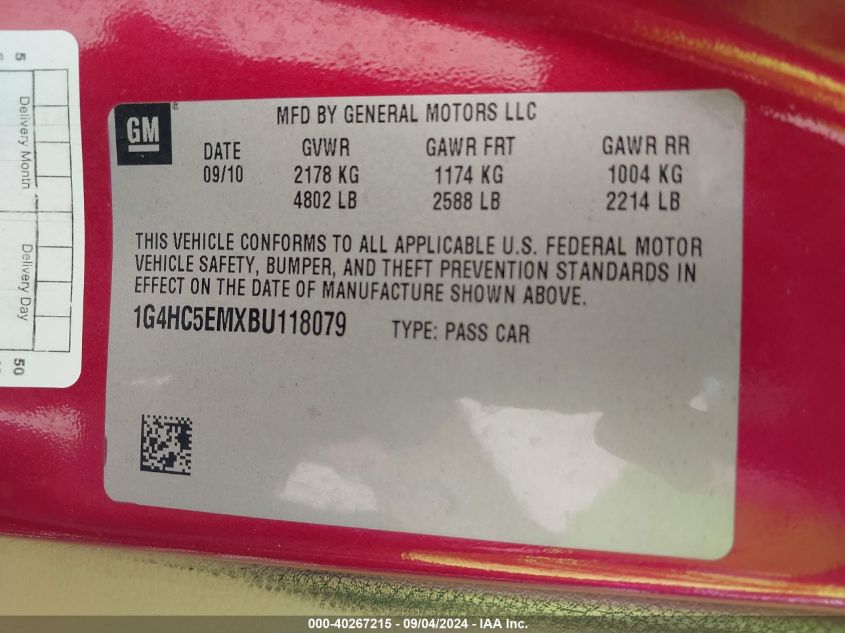 5
Delivery Month
Delivery Day
50
GM
MFD BY GENERAL MOTORS LLC
DATE GVWR GAWR FRT GAWR RR
09/10 2178 KG 1174 KG 1004 KG
4802 LB 2588 LB 2214 LB
THIS VEHICLE CONFORMS TO ALL APPLICABLE U.S. FEDERAL MOTOR
VEHICLE SAFETY, BUMPER, AND THEFT PREVENTION STANDARDS IN
EFFECT ON THE DATE OF MANUFACTURE SHOWN ABOVE.
1G4HC5EMXBU118079 TYPE: PASS CAR
000-40267215 - 09/04/2024 - IAA Inc.